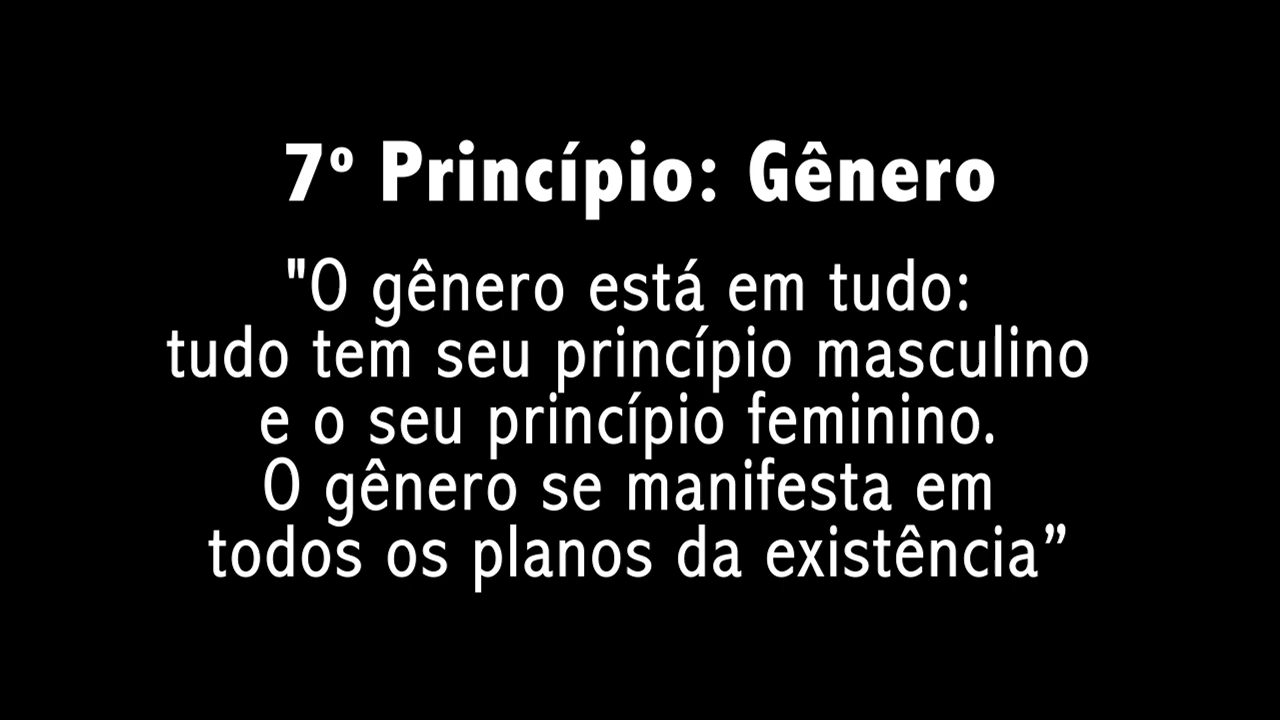 7º Princípio: Gênero
"O gênero está em tudo:
tudo tem seu princípio masculino
e o seu princípio feminino.
O gênero se manifesta em
todos os planos da existência”